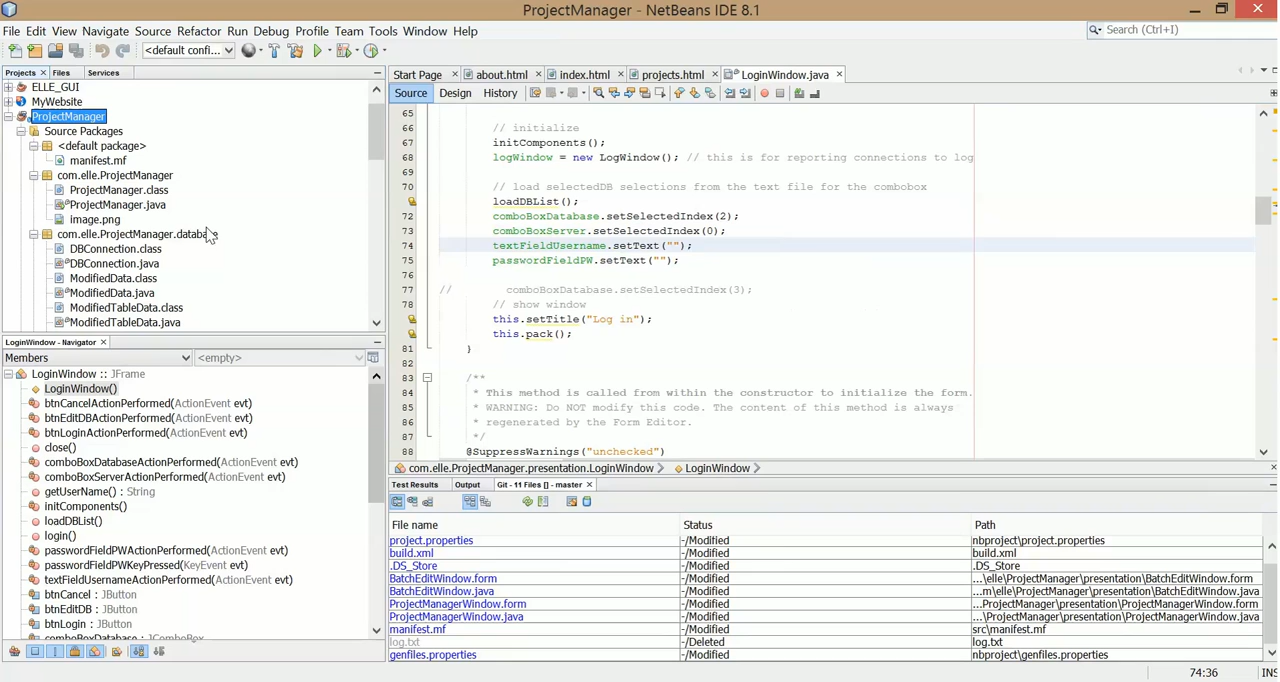 ProjectManager - NetBeans IDE 8.1
File Edit View Navigate Source Refactor Run Debug Profile Team Tools Window Help
Search (Ctrl+I)
<default confi...
Projects Files Services
ELLE_GUI
MyWebsite
ProjectManager
Source Packages
<default package>
manifest.mf
com.elle.ProjectManager
ProjectManager.class
ProjectManager.java
image.png
com.elle.ProjectManager.database
DBConnection.class
DBConnection.java
ModifiedData.class
ModifiedData.java
ModifiedTableData.class
ModifiedTableData.java
LoginWindow - Navigator
Members <empty>
LoginWindow :: JFrame
LoginWindow()
btnCancelActionPerformed(ActionEvent evt)
btnEditDBActionPerformed(ActionEvent evt)
btnLoginActionPerformed(ActionEvent evt)
close()
comboBoxDatabaseActionPerformed(ActionEvent evt)
comboBoxServerActionPerformed(ActionEvent evt)
getUserName() : String
initComponents()
loadDBList()
login()
passwordFieldPWActionPerformed(ActionEvent evt)
passwordFieldPWKeyPressed(KeyEvent evt)
textFieldUsernameActionPerformed(ActionEvent evt)
btnCancel : JButton
btnEditDB : JButton
btnLogin : JButton
comboBoxDatabase : JComboBox
Start Page about.html index.html projects.html LoginWindow.java
Source Design History
65
66 // initialize
67 initComponents();
68 logWindow = new LogWindow(); // this is for reporting connections to log
69
70 // load selectedDB selections from the text file for the combobox
loadDBList();
72 comboBoxDatabase.setSelectedIndex(2);
73 comboBoxServer.setSelectedIndex(0);
74 textFieldUsername.setText("");
75 passwordFieldPW.setText("");
76
77 // comboBoxDatabase.setSelectedIndex(3);
78 // show window
this.setTitle("Log in");
this.pack();
81 }
82
83 /**
84 * This method is called from within the constructor to initialize the form.
85 * WARNING: Do NOT modify this code. The content of this method is always
86 * regenerated by the Form Editor.
87 */
88 @SuppressWarnings("unchecked")
com.elle.ProjectManager.presentation.LoginWindow LoginWindow
Test Results Output Git - 11 Files [] - master
File name Status Path
project.properties -/Modified nbproject\project.properties
build.xml -/Modified build.xml
.DS_Store -/Modified .DS_Store
BatchEditWindow.form -/Modified ...\elle\ProjectManager\presentation\BatchEditWindow.form
BatchEditWindow.java -/Modified ...m\elle\ProjectManager\presentation\BatchEditWindow.java
ProjectManagerWindow.form -/Modified ...ProjectManager\presentation\ProjectManagerWindow.form
ProjectManagerWindow.java -/Modified ...\ProjectManager\presentation\ProjectManagerWindow.java
manifest.mf -/Modified src\manifest.mf
log.txt -/Deleted log.txt
genfiles.properties -/Modified nbproject\genfiles.properties
74:36 INS